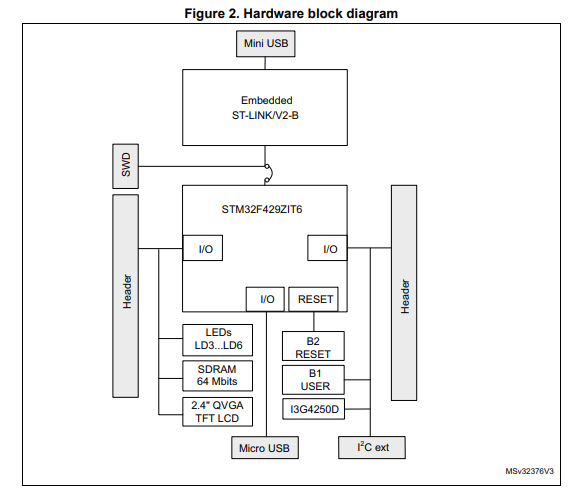 Figure 2. Hardware block diagram
Mini USB
Embedded
ST-LINK/V2-B
SWD
STM32F429ZIT6
I/O
I/O
Header
Header
I/O
RESET
LEDs
LD3...LD6
B2
RESET
SDRAM
64 Mbits
B1
USER
2.4" QVGA
TFT LCD
I3G4250D
Micro USB
I²C ext
MSv32376V3